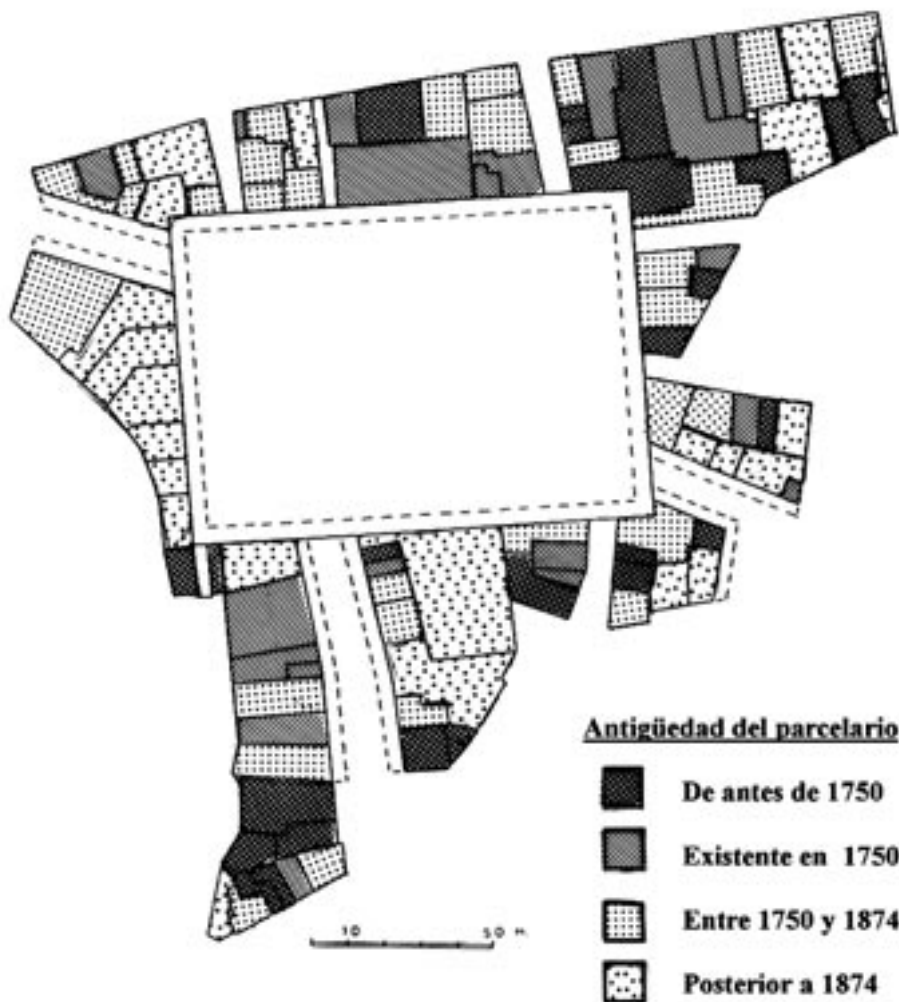 Antigüedad del parcelario
De antes de 1750
Existente en 1750
Entre 1750 y 1874
Posterior a 1874
10 50 m